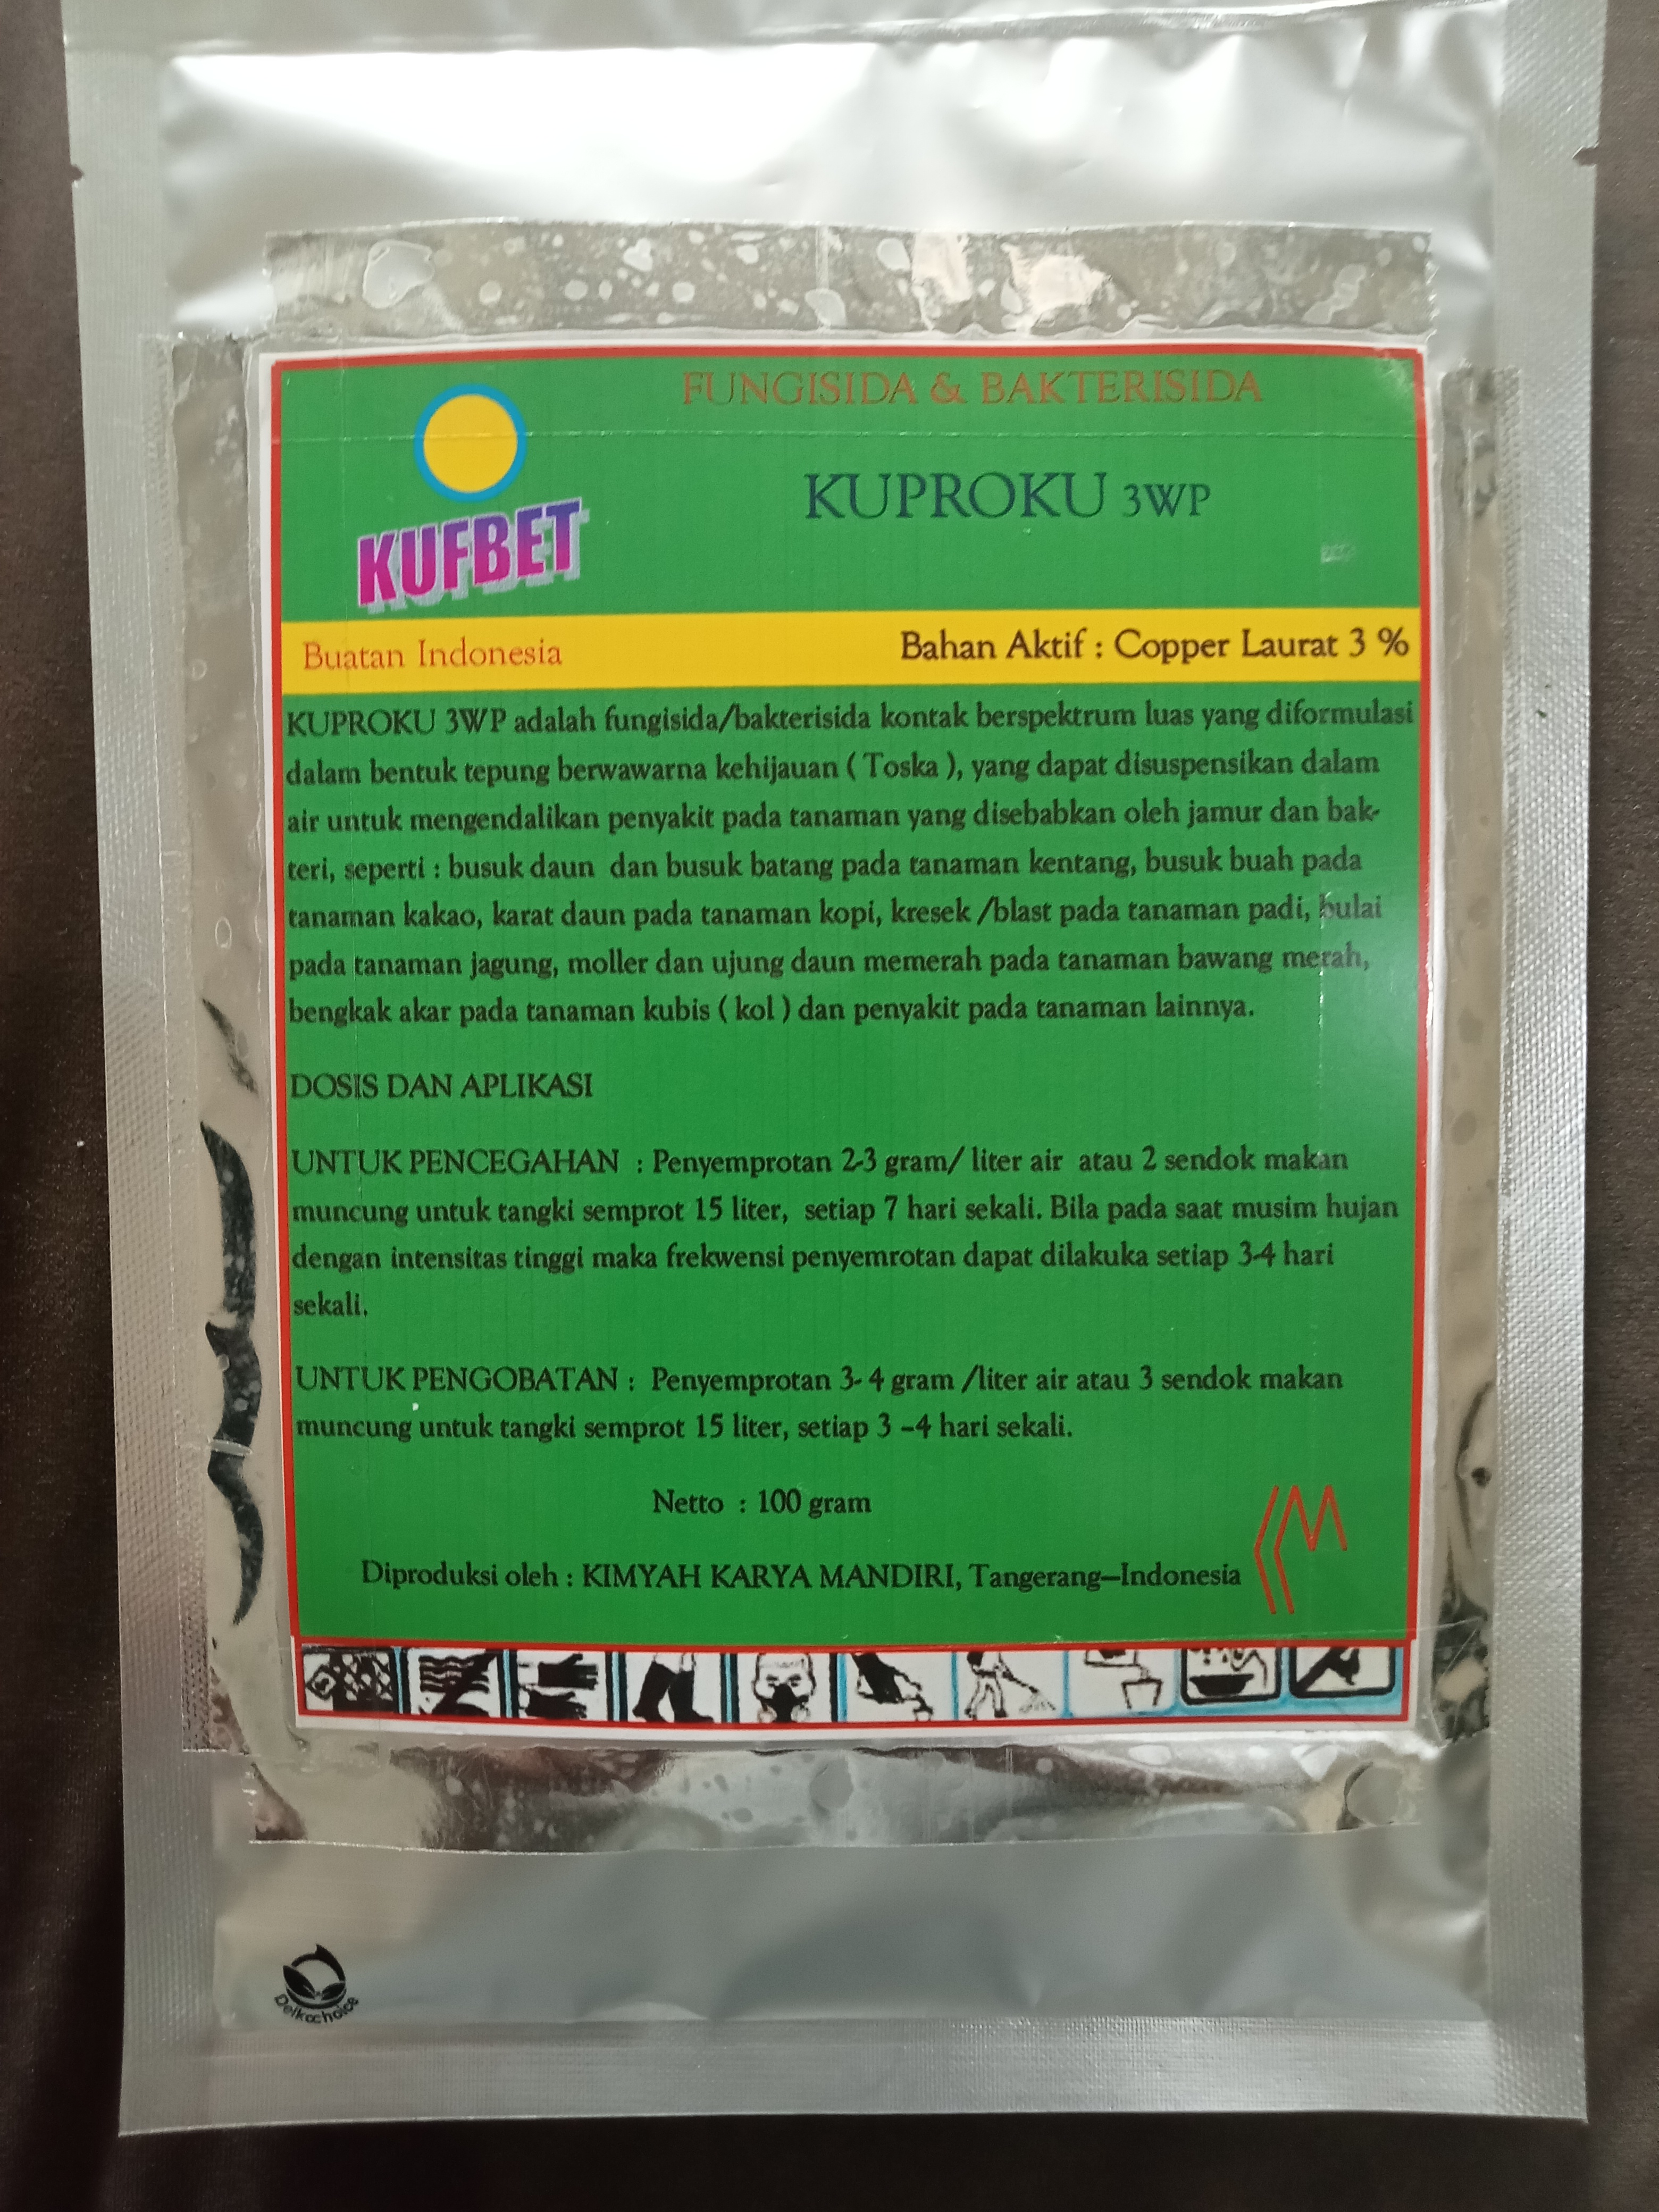 FUNGISIDA & BAKTERISIDA
KUFBET
KUPROKU 3WP
Buatan Indonesia
Bahan Aktif : Copper Laurat 3 %
KUPROKU 3WP adalah fungisida/bakterisida kontak berspektrum luas yang diformulasi
dalam bentuk tepung berwawarna kehijauan ( Toska ), yang dapat disuspensikan dalam
air untuk mengendalikan penyakit pada tanaman yang disebabkan oleh jamur dan bak-
teri, seperti : busuk daun dan busuk batang pada tanaman kentang, busuk buah pada
tanaman kakao, karat daun pada tanaman kopi, kresek /blast pada tanaman padi, bulai
pada tanaman jagung, moller dan ujung daun memerah pada tanaman bawang merah,
bengkak akar pada tanaman kubis ( kol ) dan penyakit pada tanaman lainnya.
DOSIS DAN APLIKASI
UNTUK PENCEGAHAN : Penyemprotan 2-3 gram/ liter air atau 2 sendok makan
muncung untuk tangki semprot 15 liter, setiap 7 hari sekali. Bila pada saat musim hujan
dengan intensitas tinggi maka frekwensi penyemrotan dapat dilakuka setiap 3-4 hari
sekali.
UNTUK PENGOBATAN : Penyemprotan 3- 4 gram /liter air atau 3 sendok makan
muncung untuk tangki semprot 15 liter, setiap 3 –4 hari sekali.
Netto : 100 gram
Diproduksi oleh : KIMYAH KARYA MANDIRI, Tangerang—Indonesia
Delkochoice